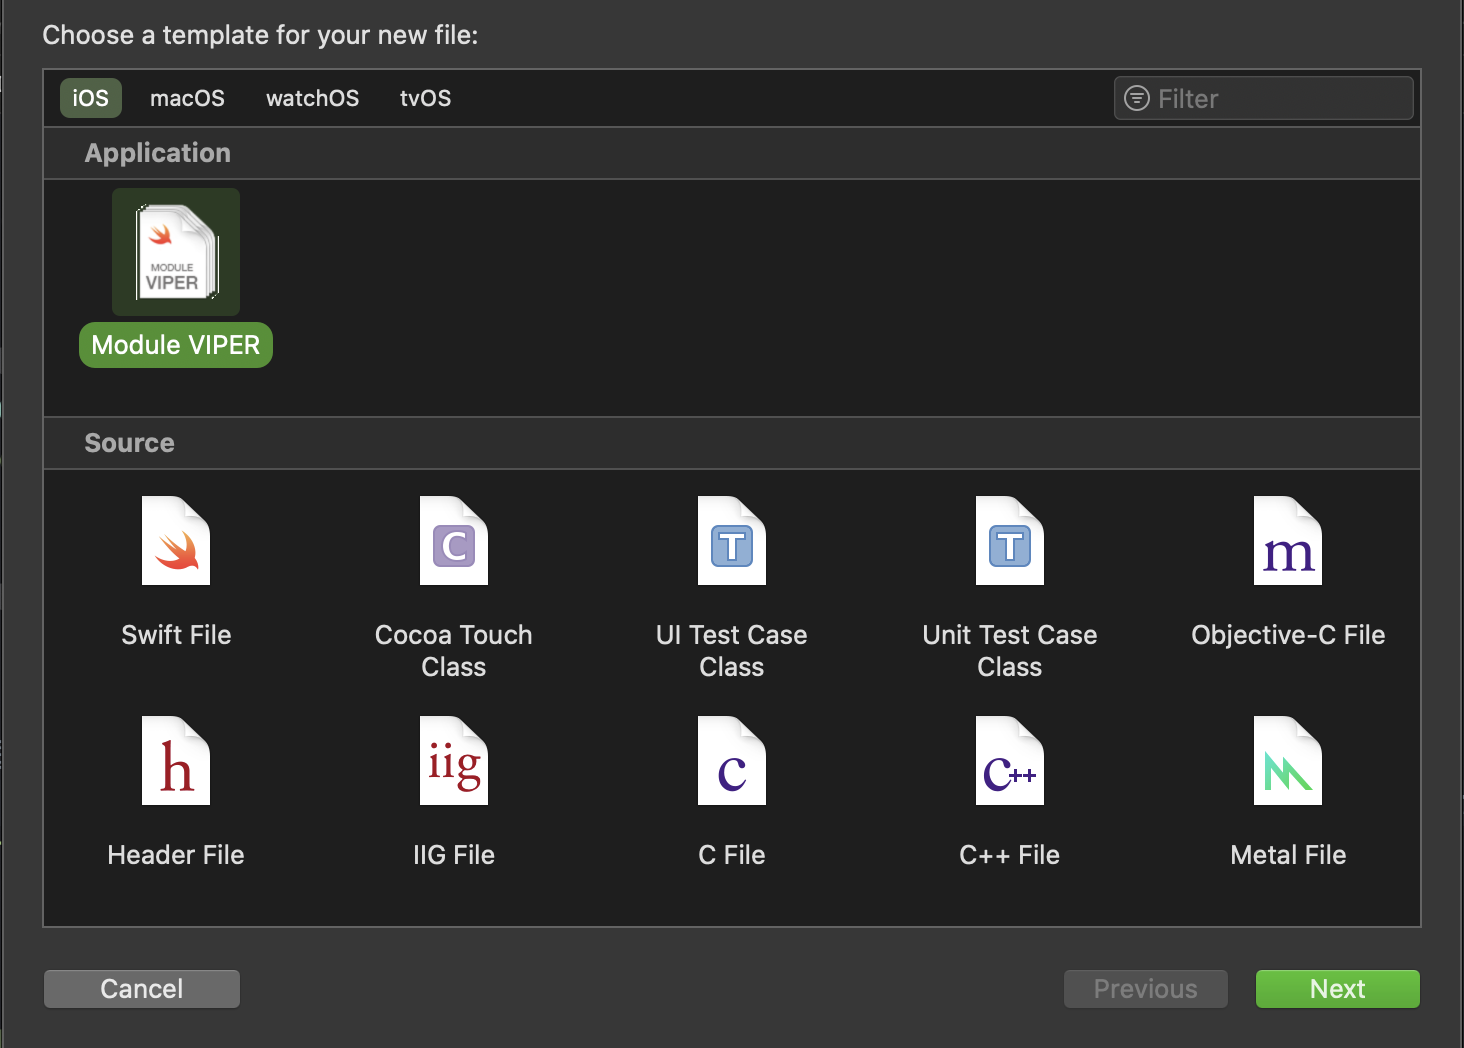 Choose a template for your new file:
iOS macOS watchOS tvOS Filter
Application
MODULE
VIPER
Module VIPER
Source
C T T m
Swift File Cocoa Touch Class UI Test Case Class Unit Test Case Class Objective-C File
h iig c c++
Header File IIG File C File C++ File Metal File
Cancel Previous Next